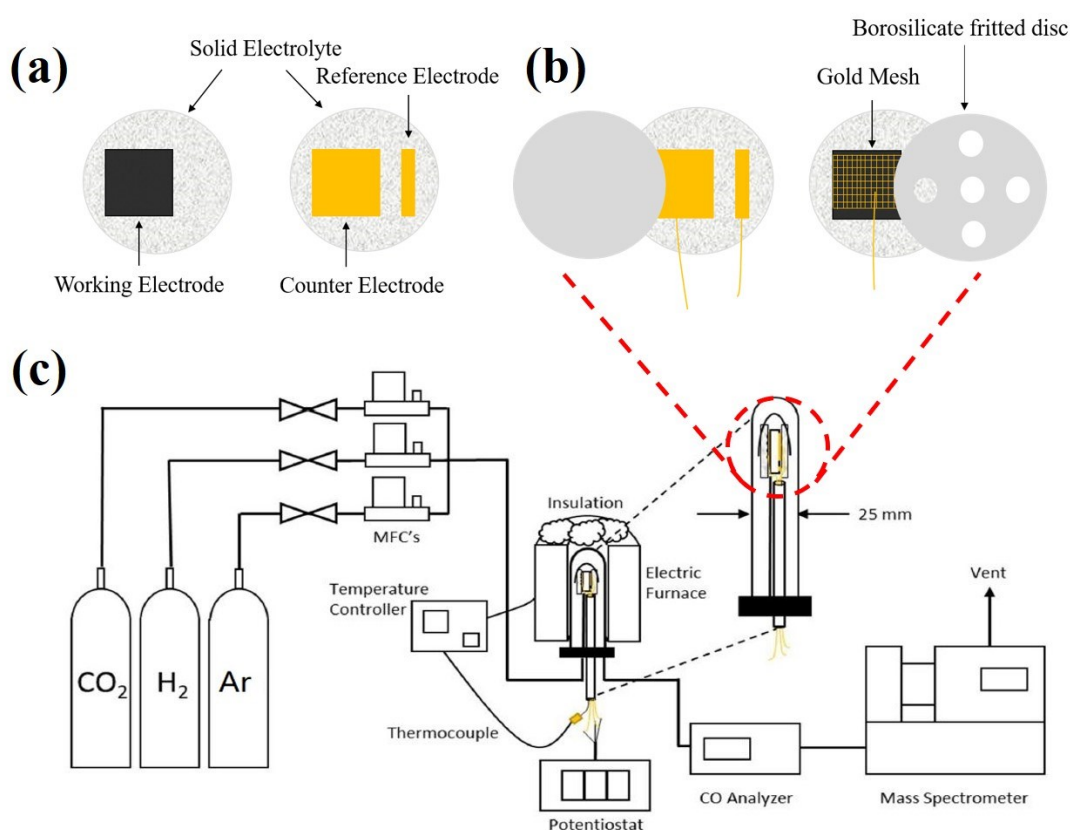 (a)
Solid Electrolyte
Reference Electrode
Working Electrode
Counter Electrode
(b)
Borosilicate fritted disc
Gold Mesh
(c)
MFC's
CO2
H2
Ar
Insulation
Temperature
Controller
Electric
Furnace
Thermocouple
Potentiostat
25 mm
CO Analyzer
Vent
Mass Spectrometer